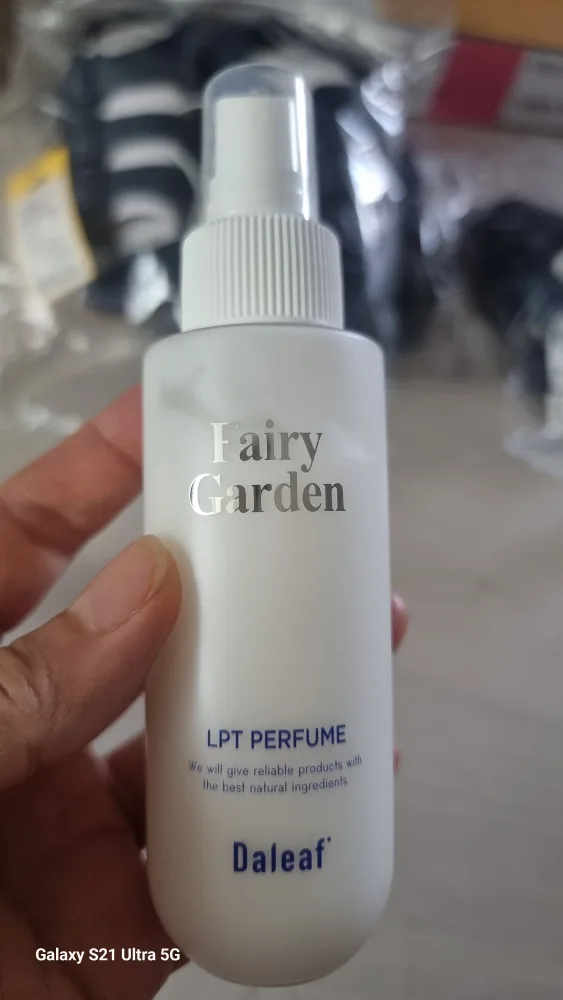 Fairy
Garden
LPT PERFUME
We will give reliable products with
the best natural ingredients
Daleaf
Galaxy S21 Ultra 5G